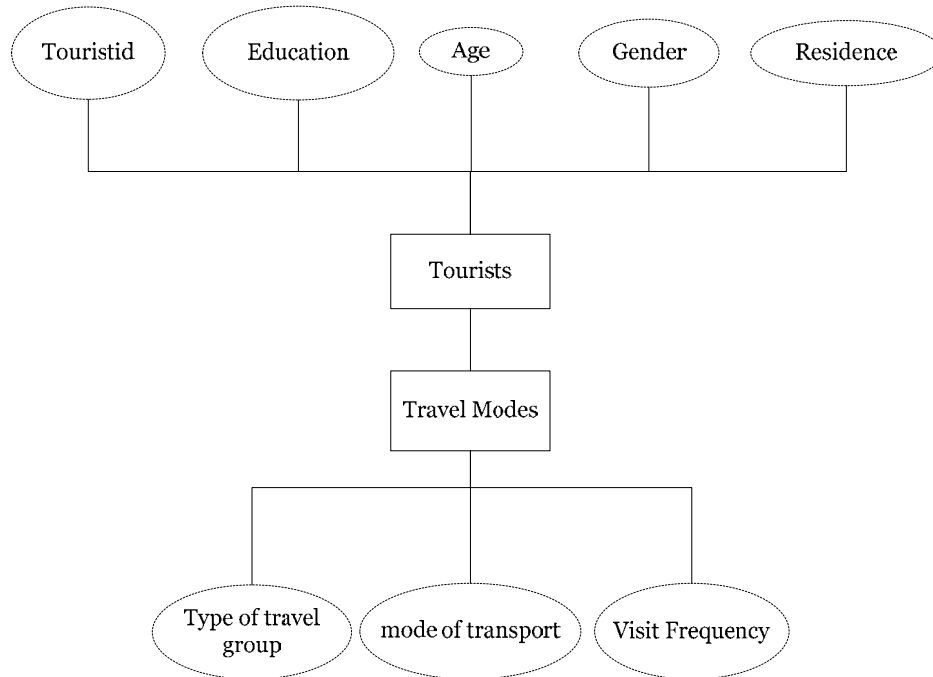 Touristid
Education
Age
Gender
Residence
Tourists
Travel Modes
Type of travel
group
mode of transport
Visit Frequency